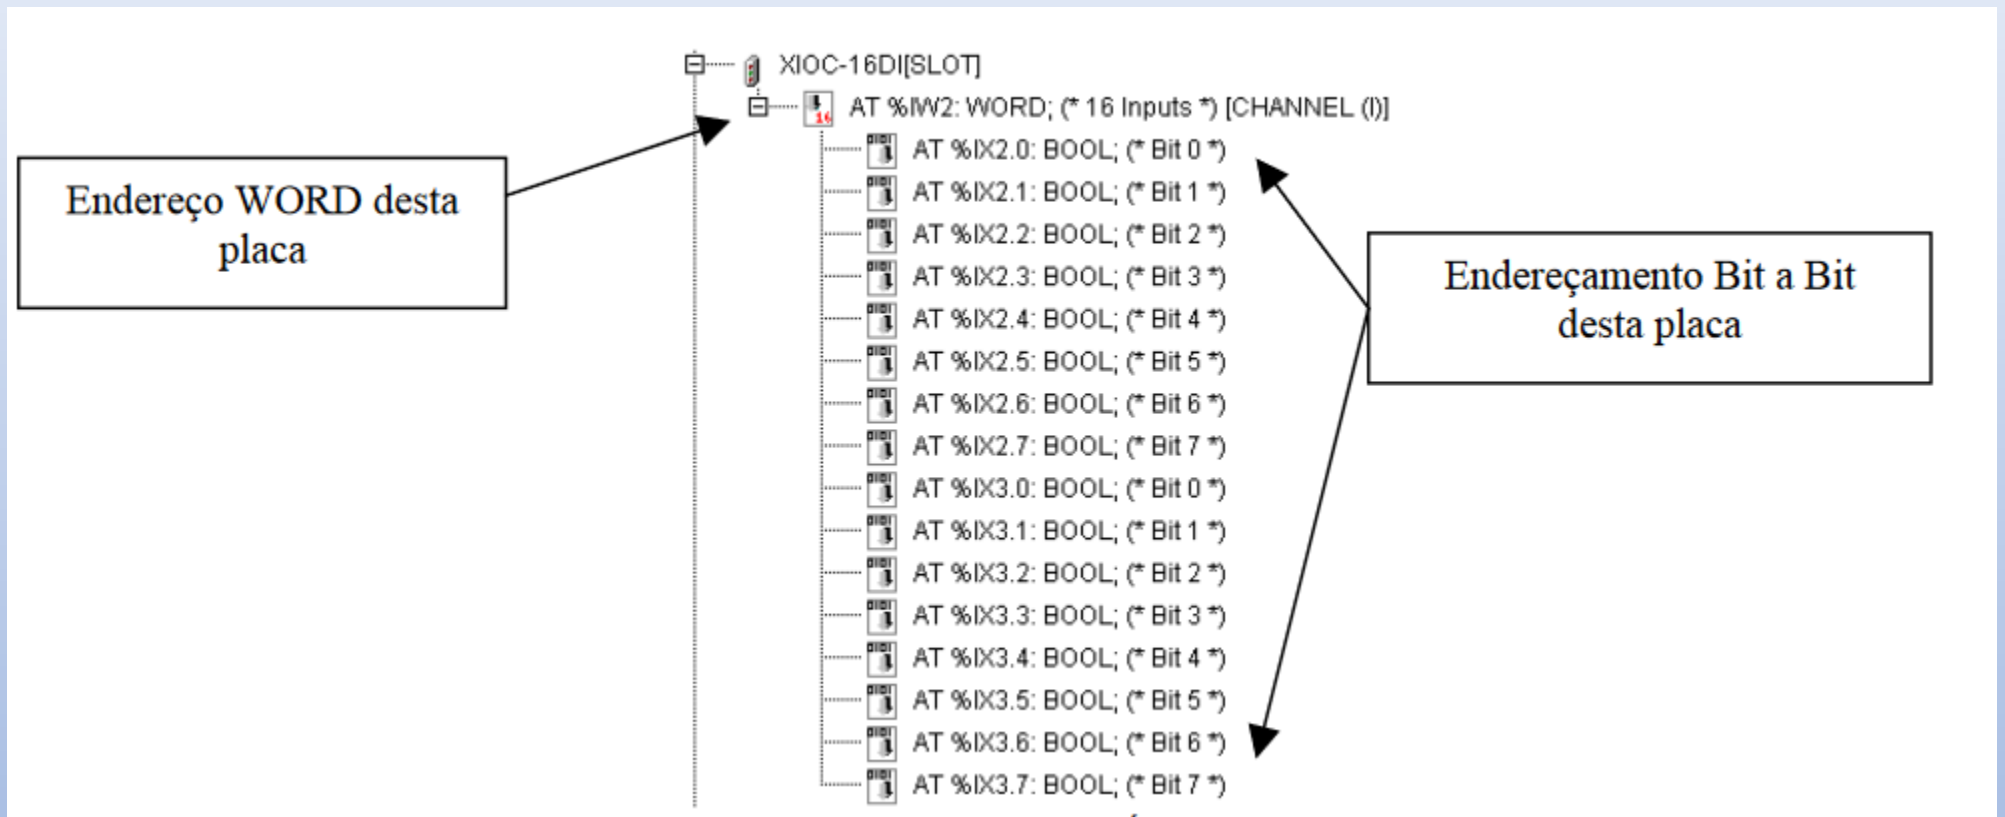 XIOC-16DI[SLOT]
AT %IW2: WORD; (* 16 Inputs *) [CHANNEL (I)]
Endereço WORD desta
placa
AT %IX2.0: BOOL; (* Bit 0 *)
AT %IX2.1: BOOL; (* Bit 1 *)
AT %IX2.2: BOOL; (* Bit 2 *)
AT %IX2.3: BOOL; (* Bit 3 *)
AT %IX2.4: BOOL; (* Bit 4 *)
AT %IX2.5: BOOL; (* Bit 5 *)
AT %IX2.6: BOOL; (* Bit 6 *)
AT %IX2.7: BOOL; (* Bit 7 *)
AT %IX3.0: BOOL; (* Bit 0 *)
AT %IX3.1: BOOL; (* Bit 1 *)
AT %IX3.2: BOOL; (* Bit 2 *)
AT %IX3.3: BOOL; (* Bit 3 *)
AT %IX3.4: BOOL; (* Bit 4 *)
AT %IX3.5: BOOL; (* Bit 5 *)
AT %IX3.6: BOOL; (* Bit 6 *)
AT %IX3.7: BOOL; (* Bit 7 *)
Endereçamento Bit a Bit
desta placa